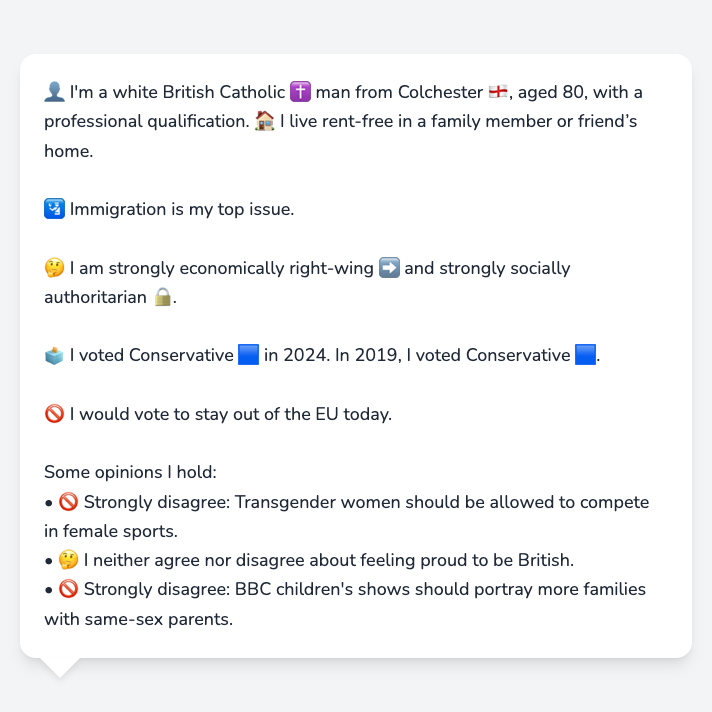 👤 I'm a white British Catholic ✝️ man from Colchester 🏴󠁧󠁢󠁥󠁮󠁧󠁿, aged 80, with a
professional qualification. 🏠 I live rent-free in a family member or friend’s
home.
🛂 Immigration is my top issue.
🤔 I am strongly economically right-wing ➡️ and strongly socially
authoritarian 🔒.
🗳️ I voted Conservative 🟦 in 2024. In 2019, I voted Conservative 🟦.
🚫 I would vote to stay out of the EU today.
Some opinions I hold:
• 🚫 Strongly disagree: Transgender women should be allowed to compete
in female sports.
• 🤔 I neither agree nor disagree about feeling proud to be British.
• 🚫 Strongly disagree: BBC children's shows should portray more families
with same-sex parents.